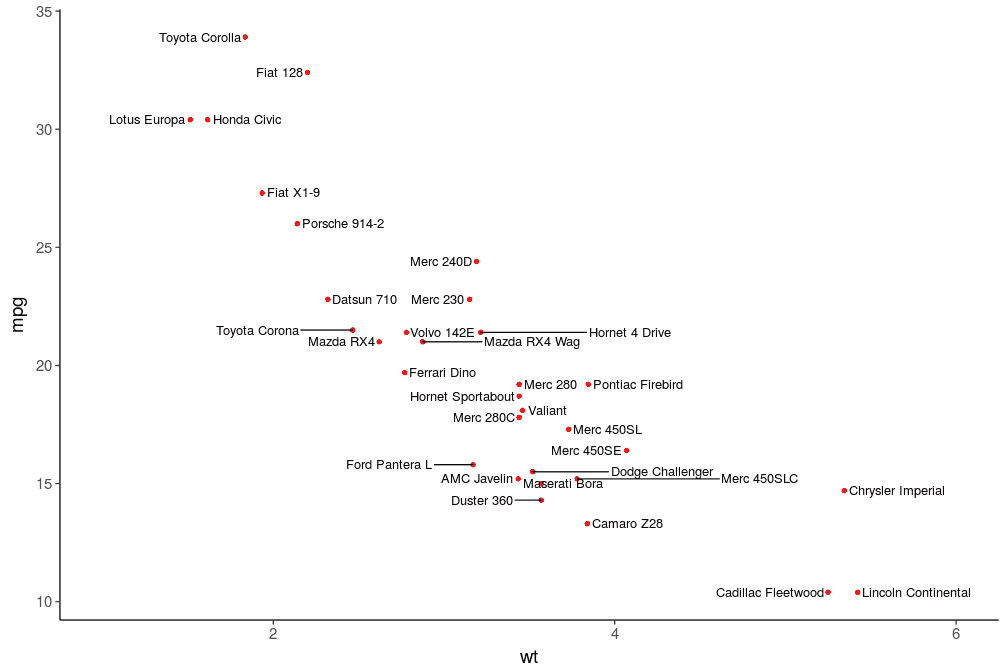 35
Toyota Corolla
Fiat 128
30
Lotus Europa
Honda Civic
Fiat X1-9
Porsche 914-2
25
Merc 240D
Datsun 710
Merc 230
Toyota Corona
Volvo 142E
Hornet 4 Drive
Mazda RX4
Mazda RX4 Wag
mpg
20
Ferrari Dino
Merc 280
Pontiac Firebird
Hornet Sportabout
Valiant
Merc 280C
Merc 450SL
Merc 450SE
Ford Pantera L
Dodge Challenger
AMC Javelin
Merc 450SLC
15
Maserati Bora
Chrysler Imperial
Duster 360
Camaro Z28
Cadillac Fleetwood
Lincoln Continental
10
2
4
6
wt